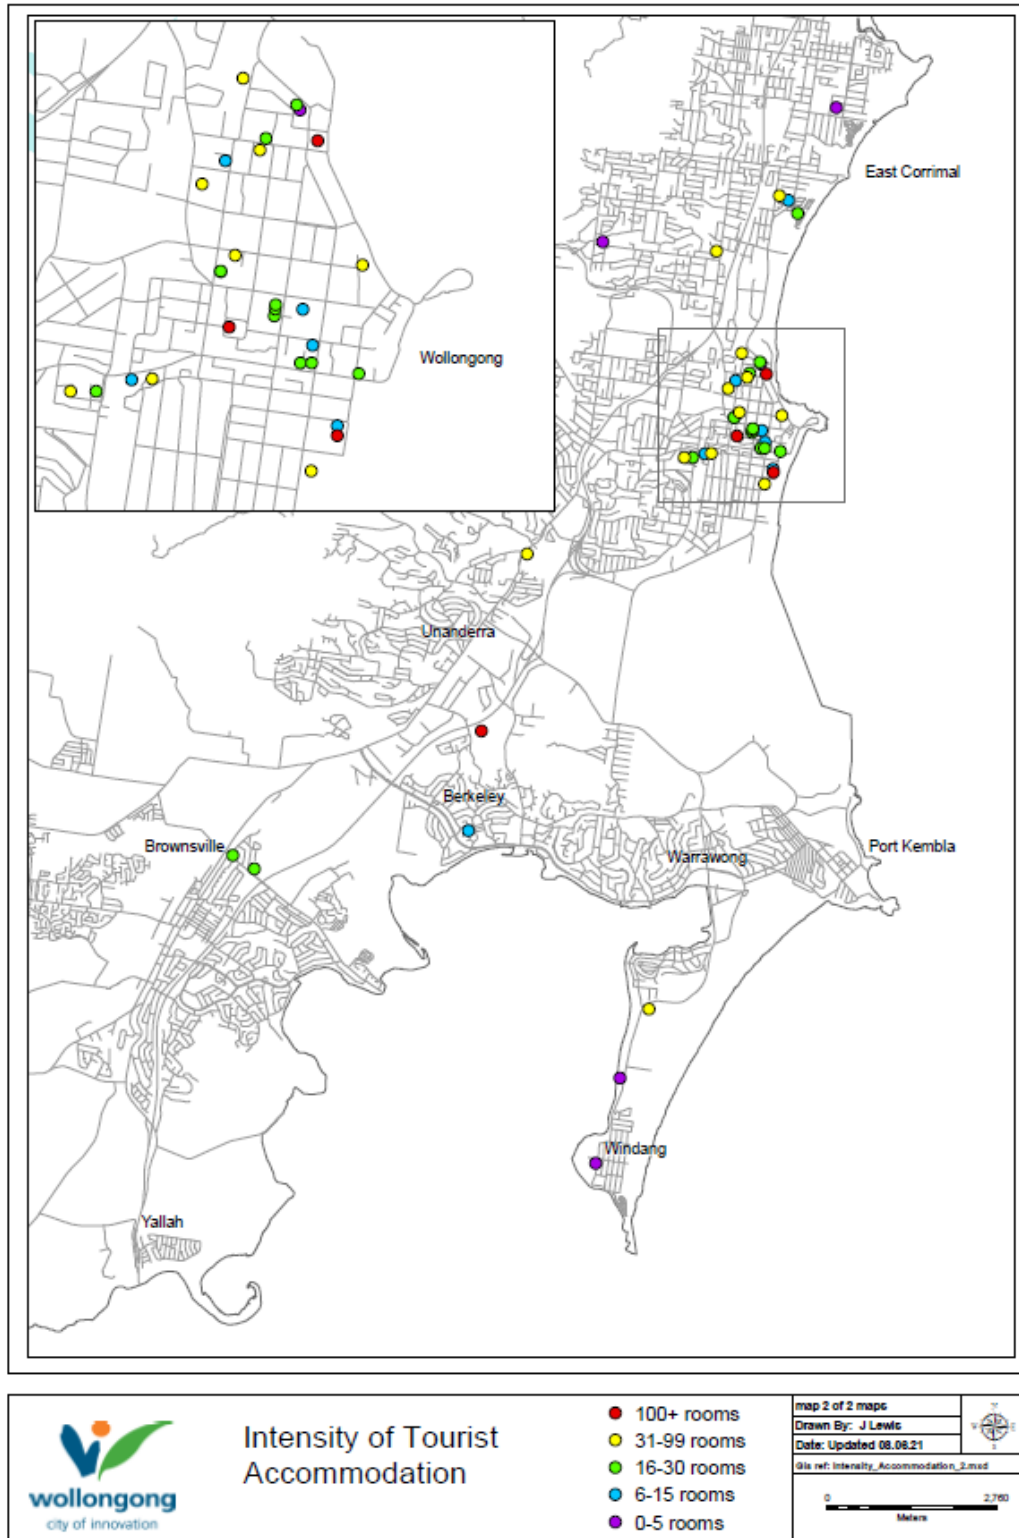 East Corrimal
Wollongong
Unanderra
Berkeley
Brownsville
Warrawong
Port Kembla
Windang
Yallah
wollongong
city of innovation
Intensity of Tourist
Accommodation
100+ rooms
31-99 rooms
16-30 rooms
6-15 rooms
0-5 rooms
map 2 of 2 maps
Drawn By: J Lewis
Date: Updated 08.06.21
Gis ref: Intensity_Accommodation_2.mxd
0 2,760
Meters